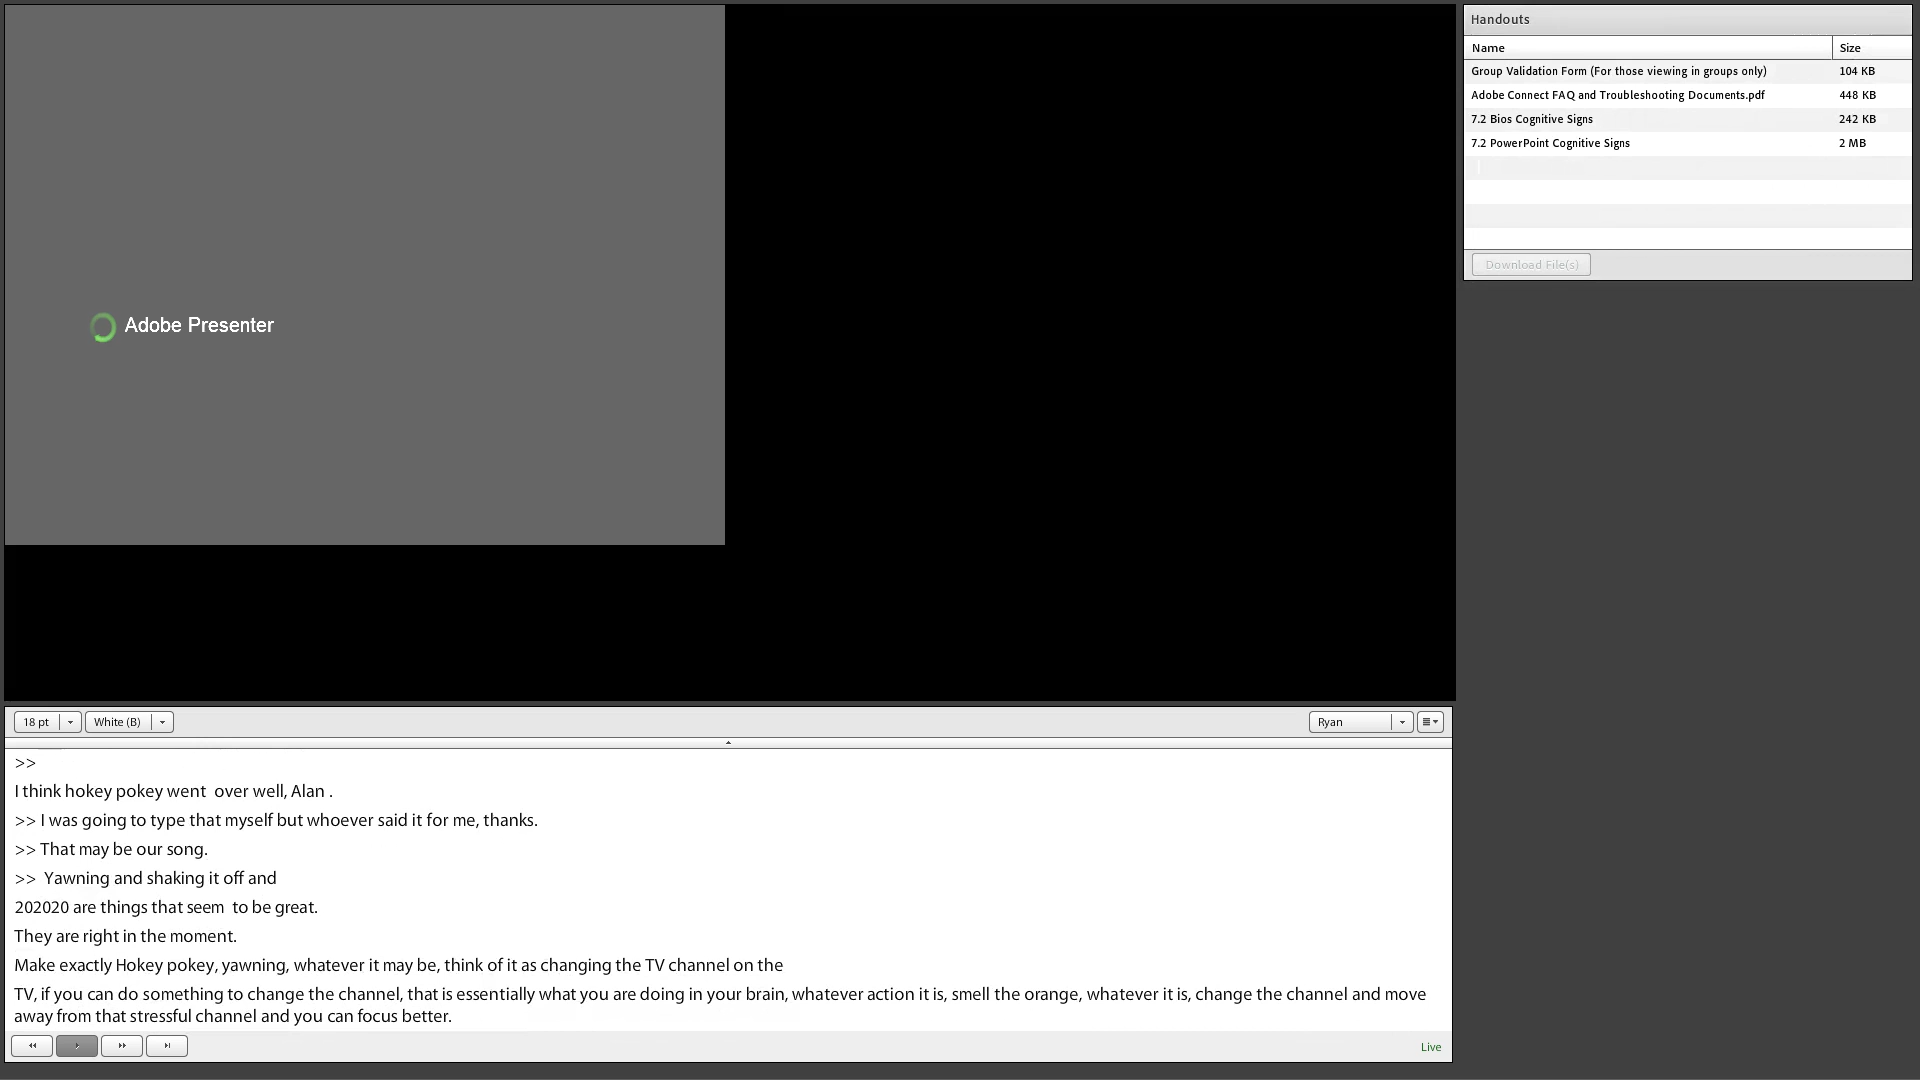 Adobe Presenter
Handouts
Name Size
Group Validation Form (For those viewing in groups only) 104 KB
Adobe Connect FAQ and Troubleshooting Documents.pdf 448 KB
7.2 Bios Cognitive Signs 242 KB
7.2 PowerPoint Cognitive Signs 2 MB
Download File(s)
18 pt White (B) Ryan
>>
I think hokey pokey went  over well, Alan .
>> I was going to type that myself but whoever said it for me, thanks.
>> That may be our song.
>>  Yawning and shaking it off and
202020 are things that seem  to be great.
They are right in the moment.
Make exactly Hokey pokey, yawning, whatever it may be, think of it as changing the TV channel on the
TV, if you can do something to change the channel, that is essentially what you are doing in your brain, whatever action it is, smell the orange, whatever it is, change the channel and move
away from that stressful channel and you can focus better.
Live